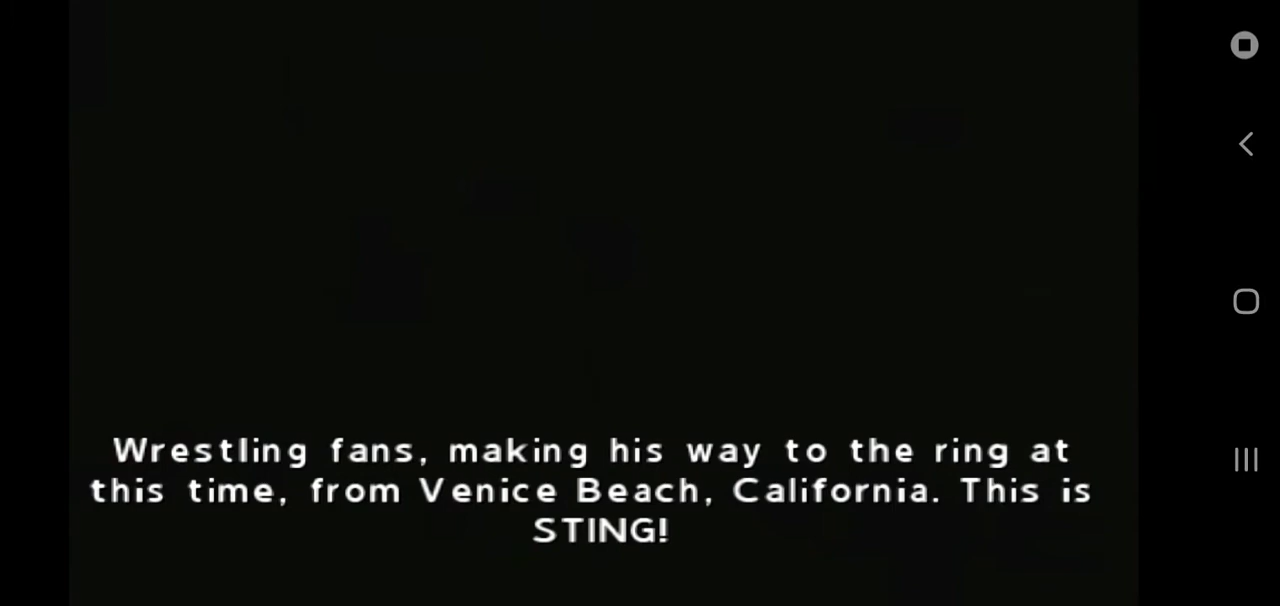 Wrestling fans, making his way to the ring at
this time, from Venice Beach, California. This is
STING!